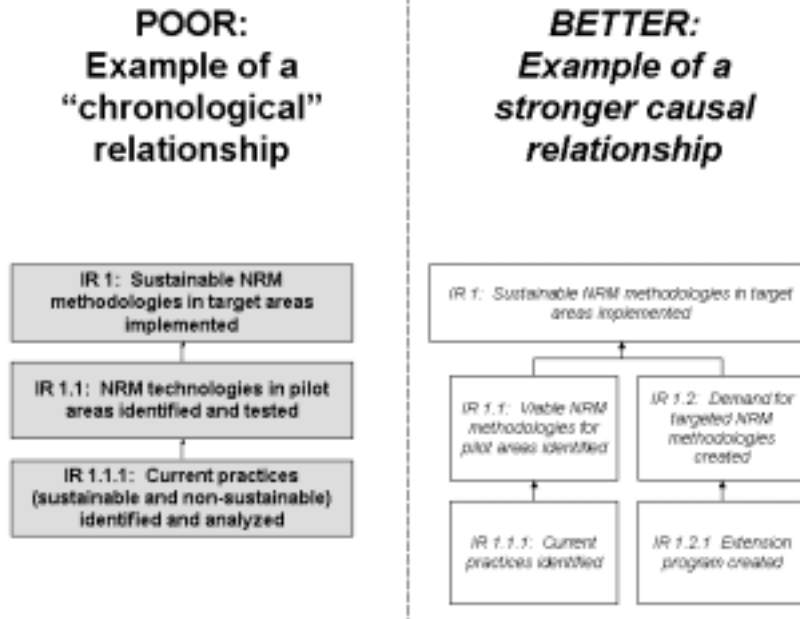 POOR:
Example of a
“chronological”
relationship
IR 1: Sustainable NRM
methodologies in target areas
implemented
IR 1.1: NRM technologies in pilot
areas identified and tested
IR 1.1.1: Current practices
(sustainable and non-sustainable)
identified and analyzed
BETTER:
Example of a
stronger causal
relationship
IR 1: Sustainable NRM methodologies in target
areas implemented
IR 1.1: Viable NRM
methodologies for
pilot areas identified
IR 1.2: Demand for
targeted NRM
methodologies
created
IR 1.1.1: Current
practices identified
IR 1.2.1 Extension
program created